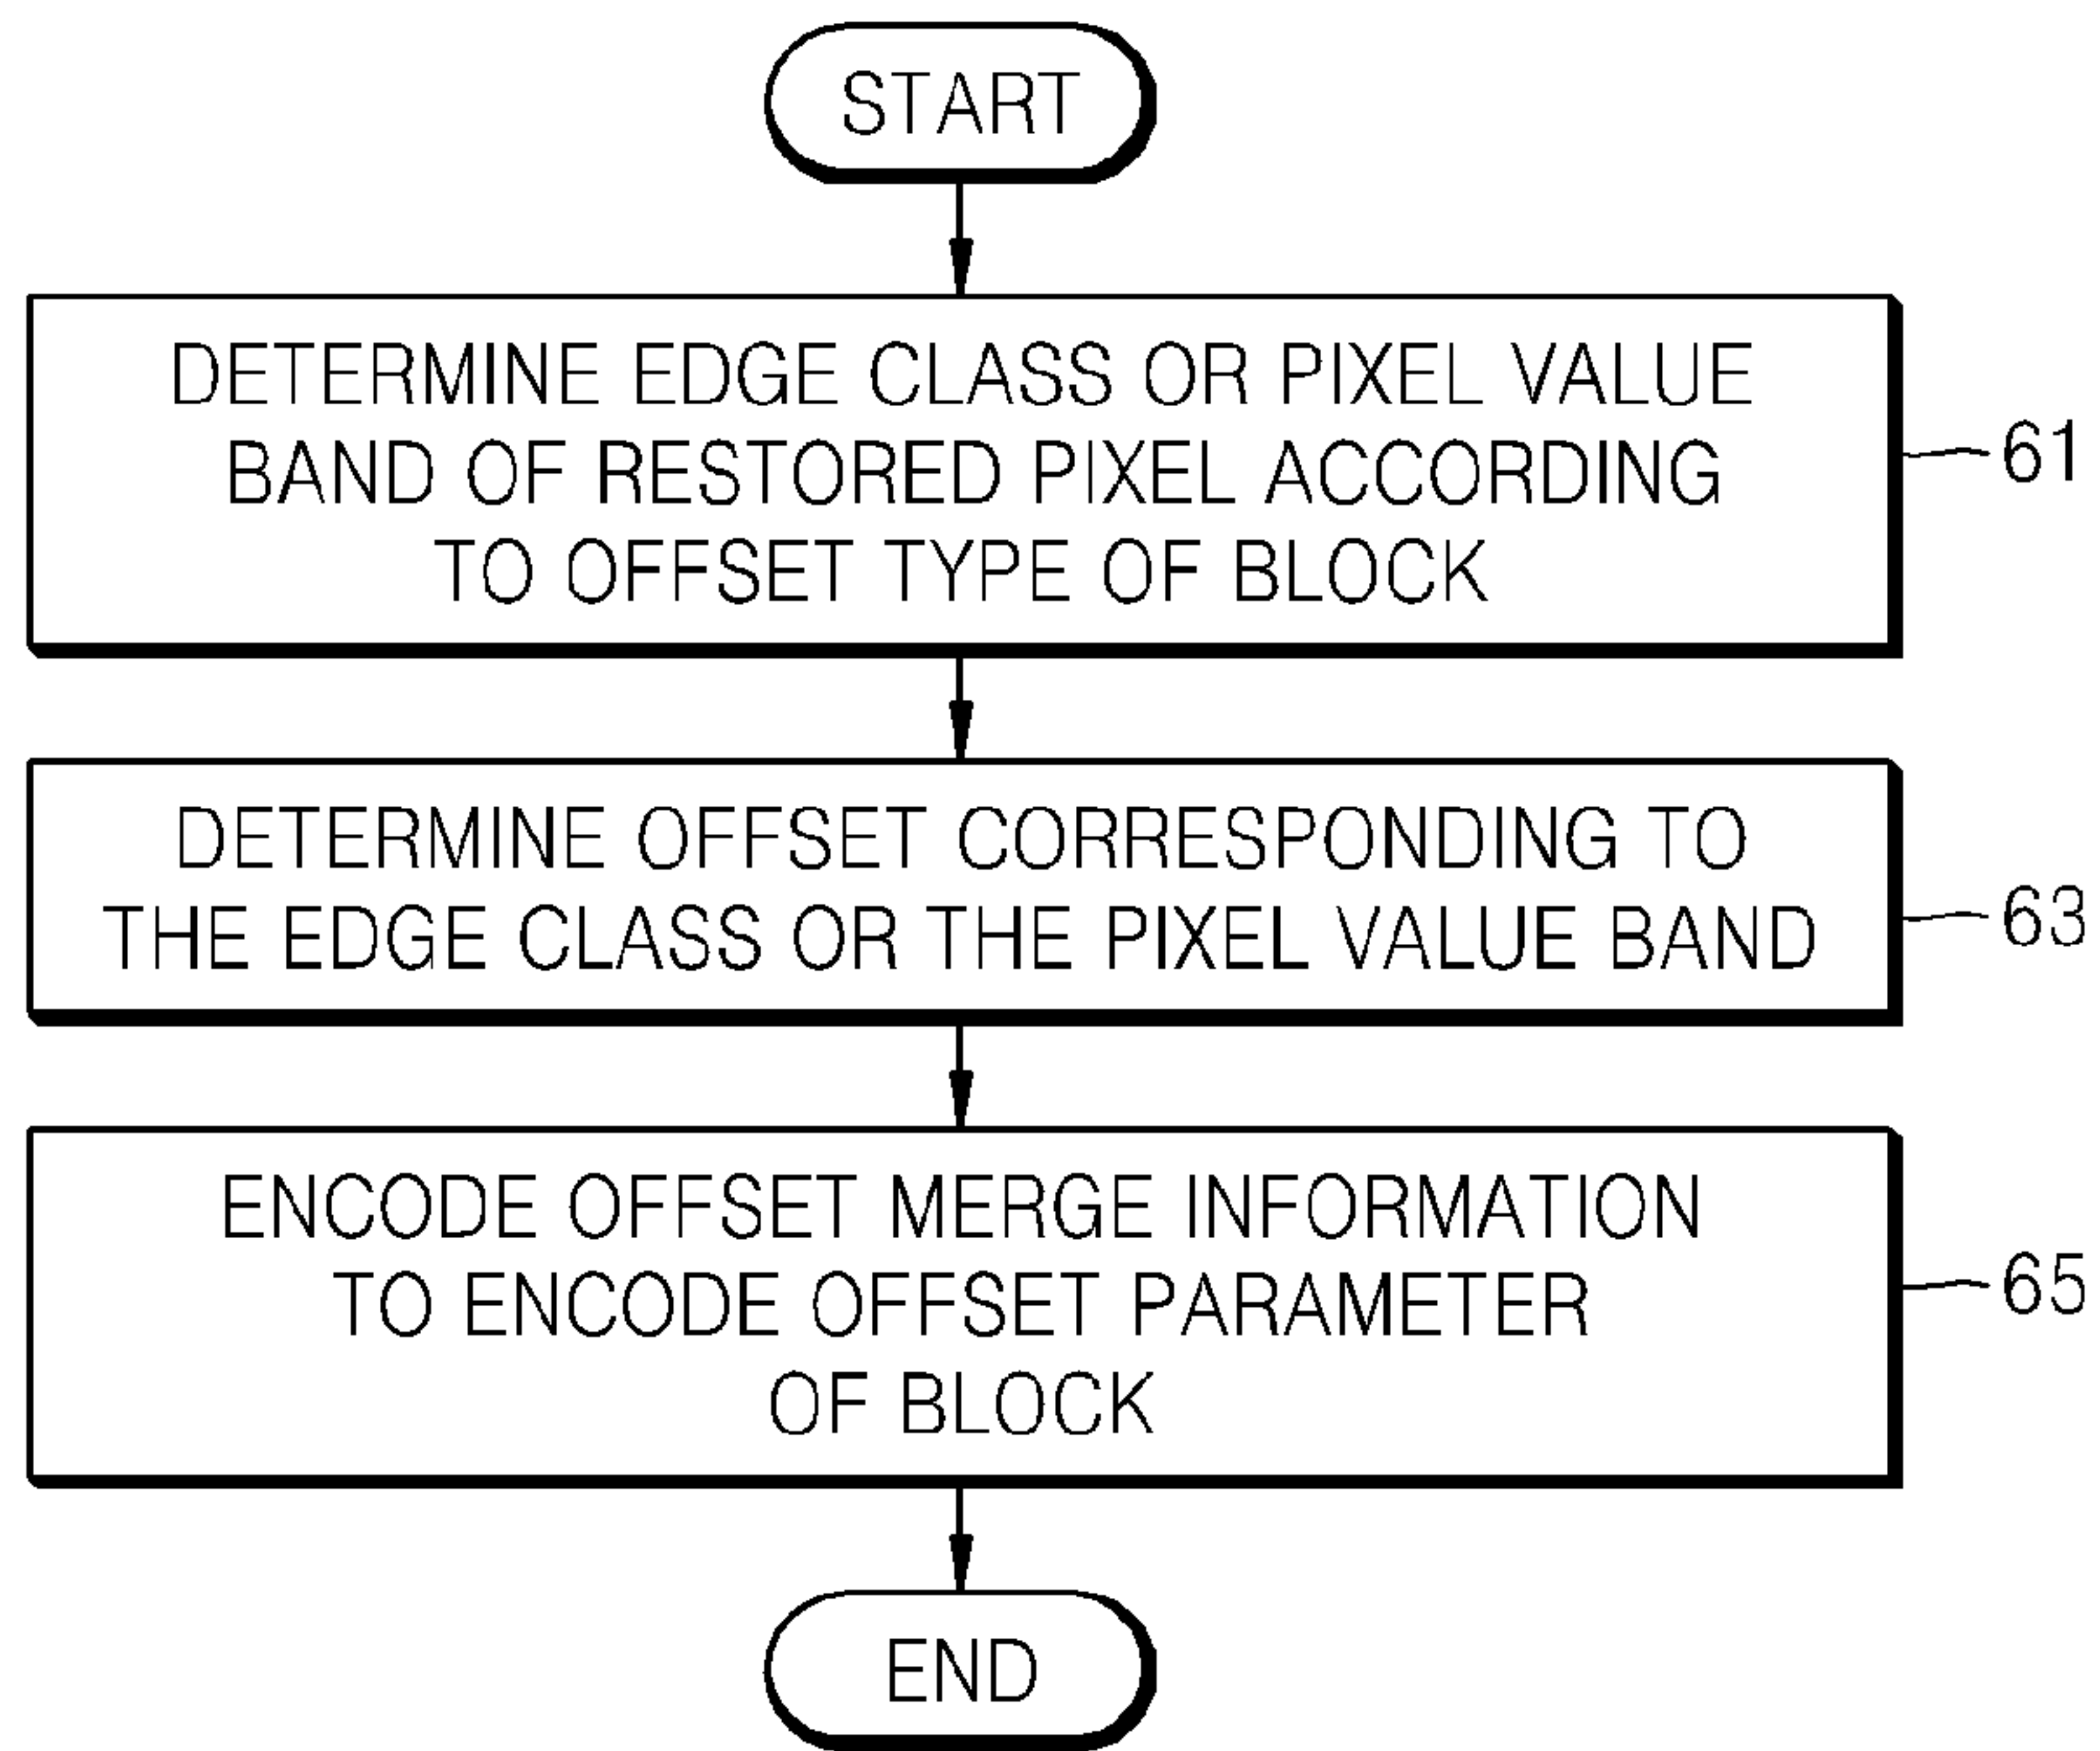 START
DETERMINE EDGE CLASS OR PIXEL VALUE
BAND OF RESTORED PIXEL ACCORDING
TO OFFSET TYPE OF BLOCK
61
DETERMINE OFFSET CORRESPONDING TO
THE EDGE CLASS OR THE PIXEL VALUE BAND
63
ENCODE OFFSET MERGE INFORMATION
TO ENCODE OFFSET PARAMETER
OF BLOCK
65
END